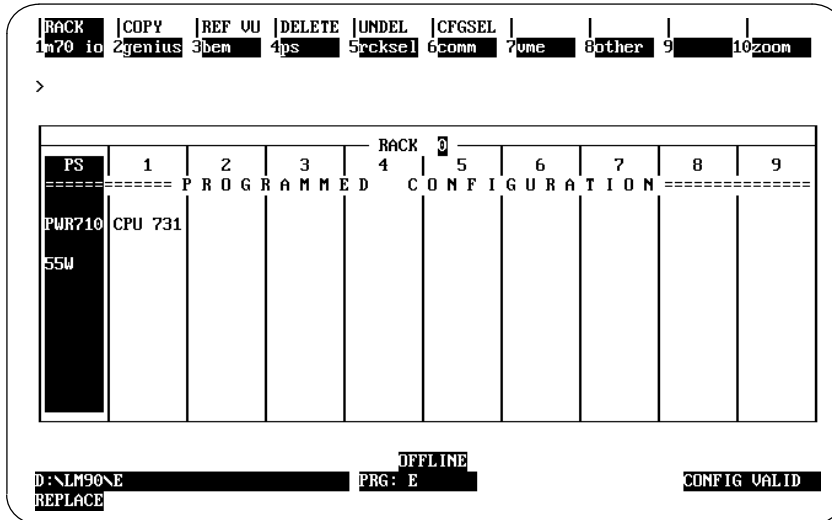 |RACK |COPY |REF VU |DELETE |UNDEL |CFGSEL | | | |
1m70 io 2genius 3bem 4ps 5rcksel 6comm 7vme 8other 9 10zoom
>
RACK 0
PS 1 2 3 4 5 6 7 8 9
====== ======= P R O G R A M M E D C O N F I G U R A T I O N ===============
PWR710 CPU 731
55W
OFFLINE
D:\LM90\E PRG: E CONFIG VALID
REPLACE